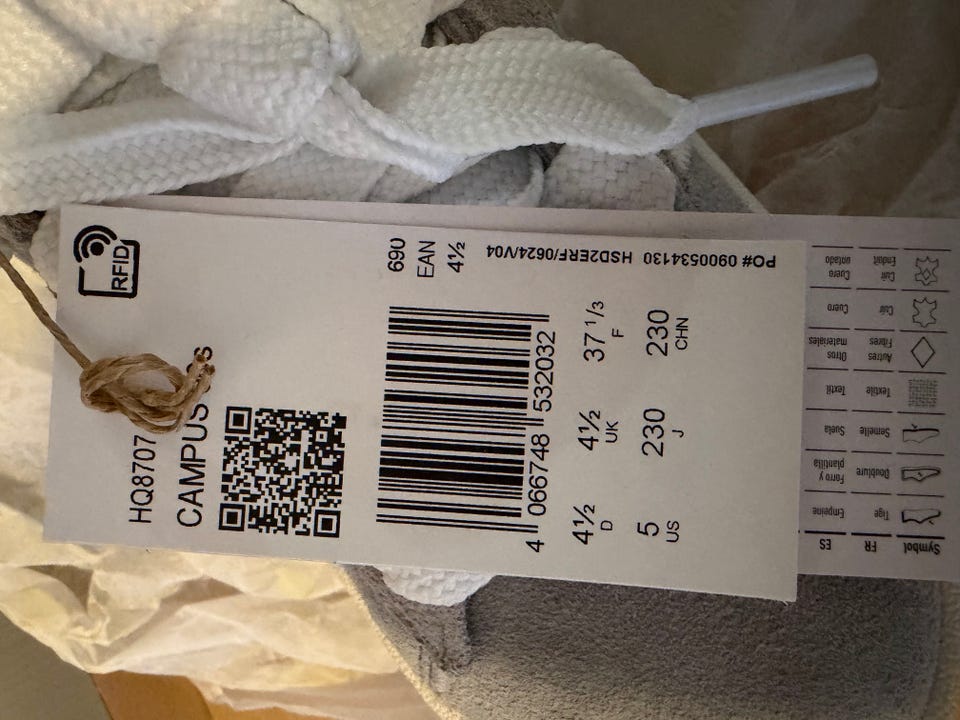 RFID
HQ8707
CAMPUS
690
EAN
4½
4 066748 532032
4½ 4½ 37 1/3
D UK F
5 230 230
US J CHN
PO# 0900534130 HSD2ERF/0624/V04
Symbol FR ES
Tige Empeine
Doublure Forro y plantilla
Semelle Suela
Textile Textil
Autres Fibres Otros materiales
Cuir Cuero
Cuir Enduit Cuero untado